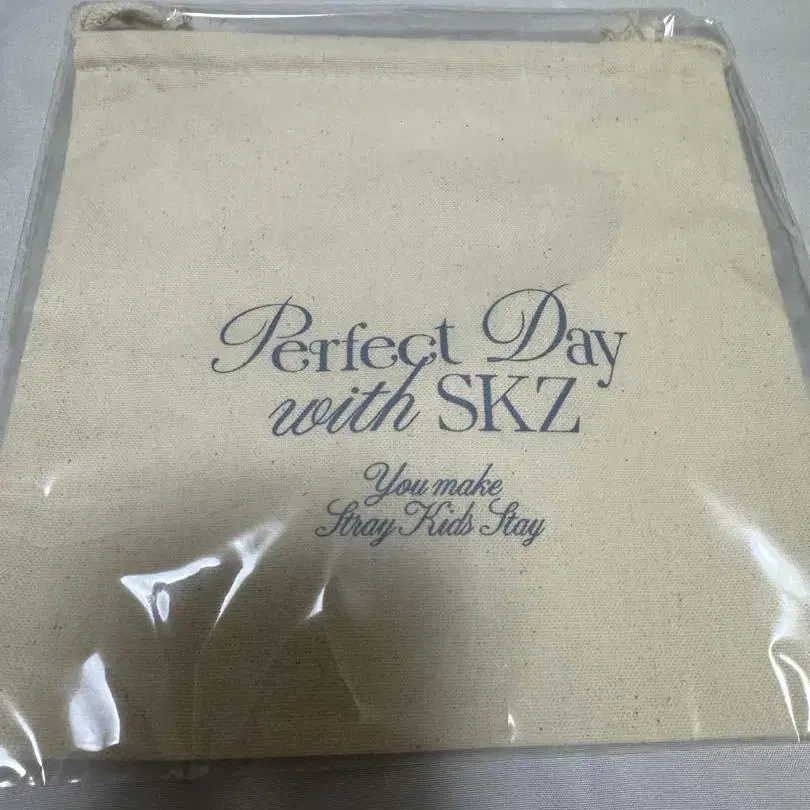 Perfect Day
with SKZ
You make
Stray Kids Stay